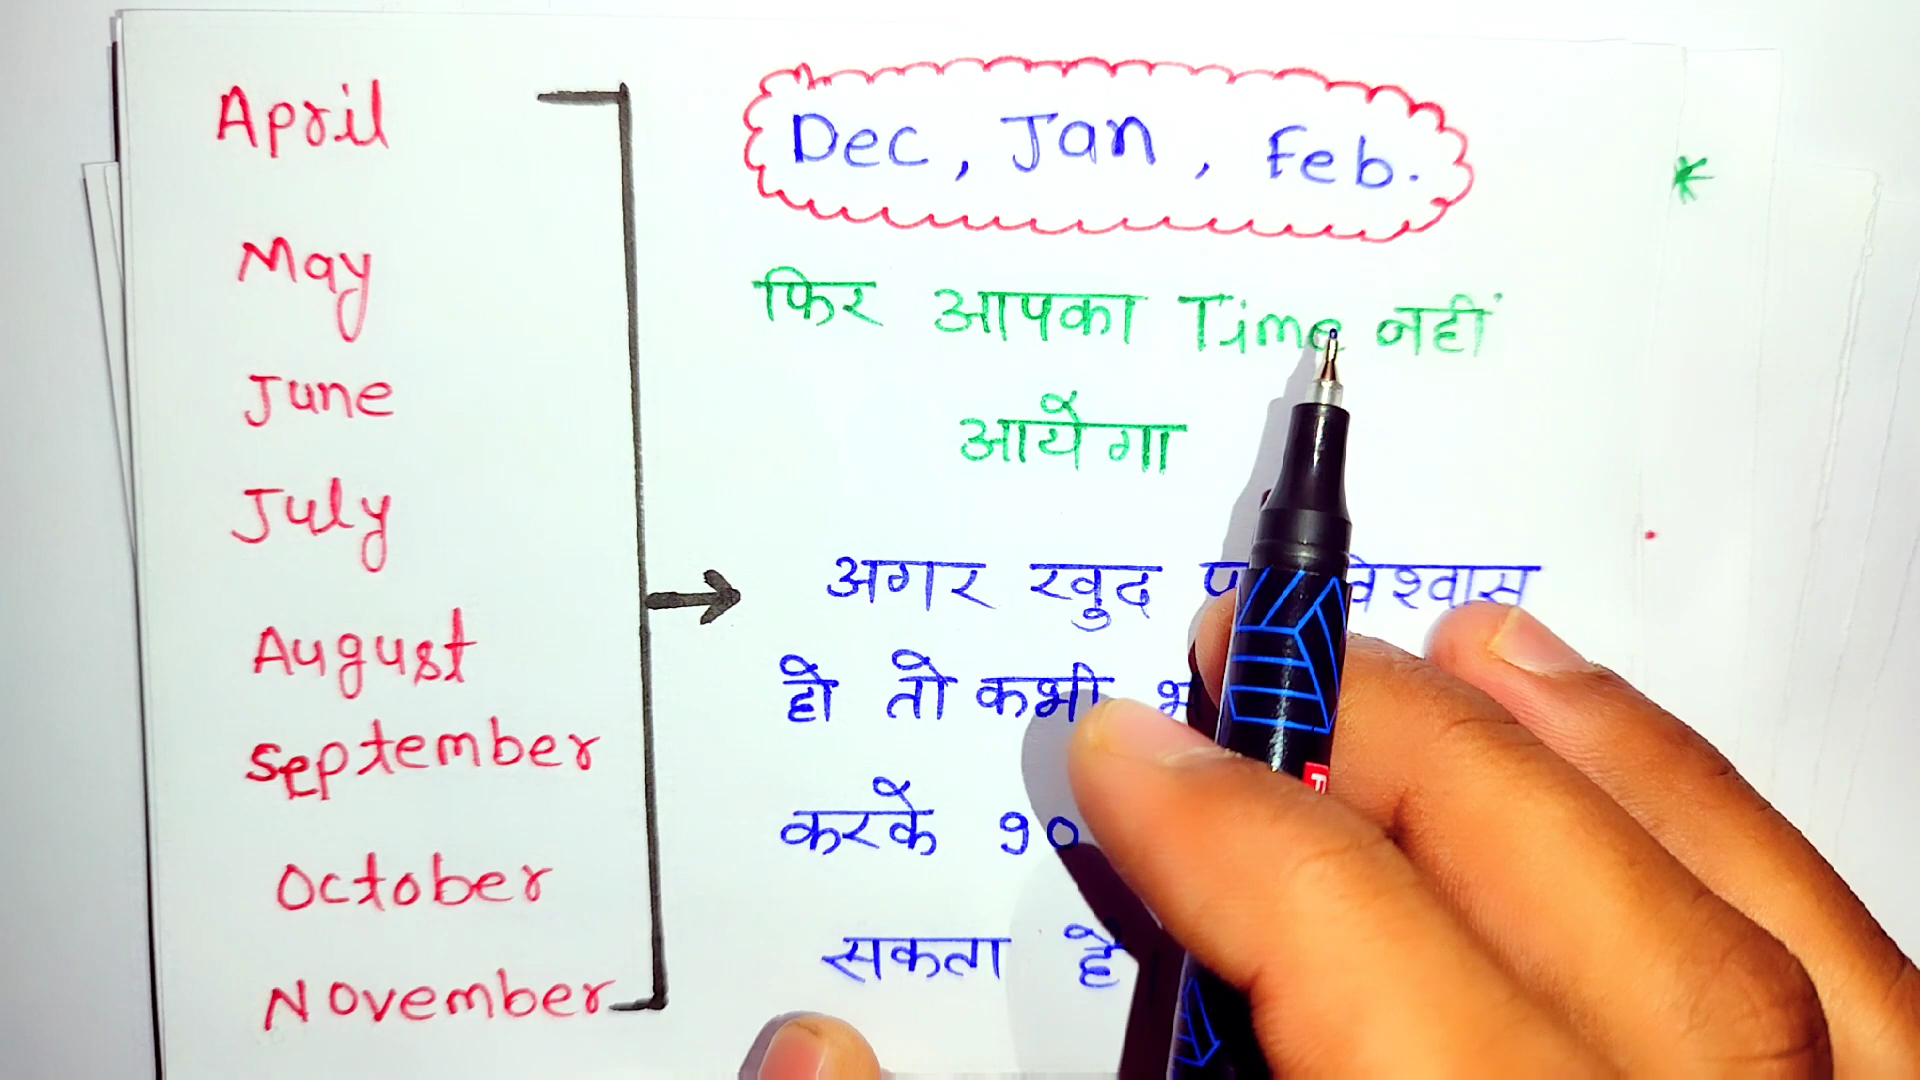 April
May
June
July
August
September
October
November
Dec, Jan, Feb.
फिर आपका Time नहीं
आयेगा
अगर खुद विश्वास
हो तो कभी
करके 90
सकता है